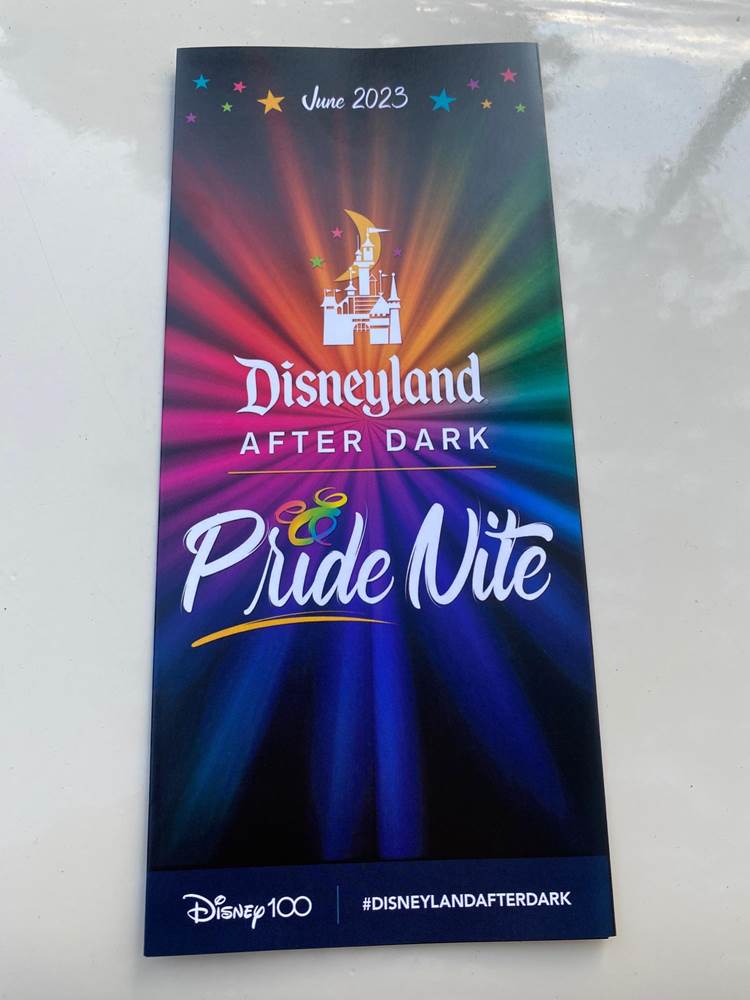 June 2023
Disneyland
AFTER DARK
Pride Nite
Disney100
#DISNEYLANDAFTERDARK